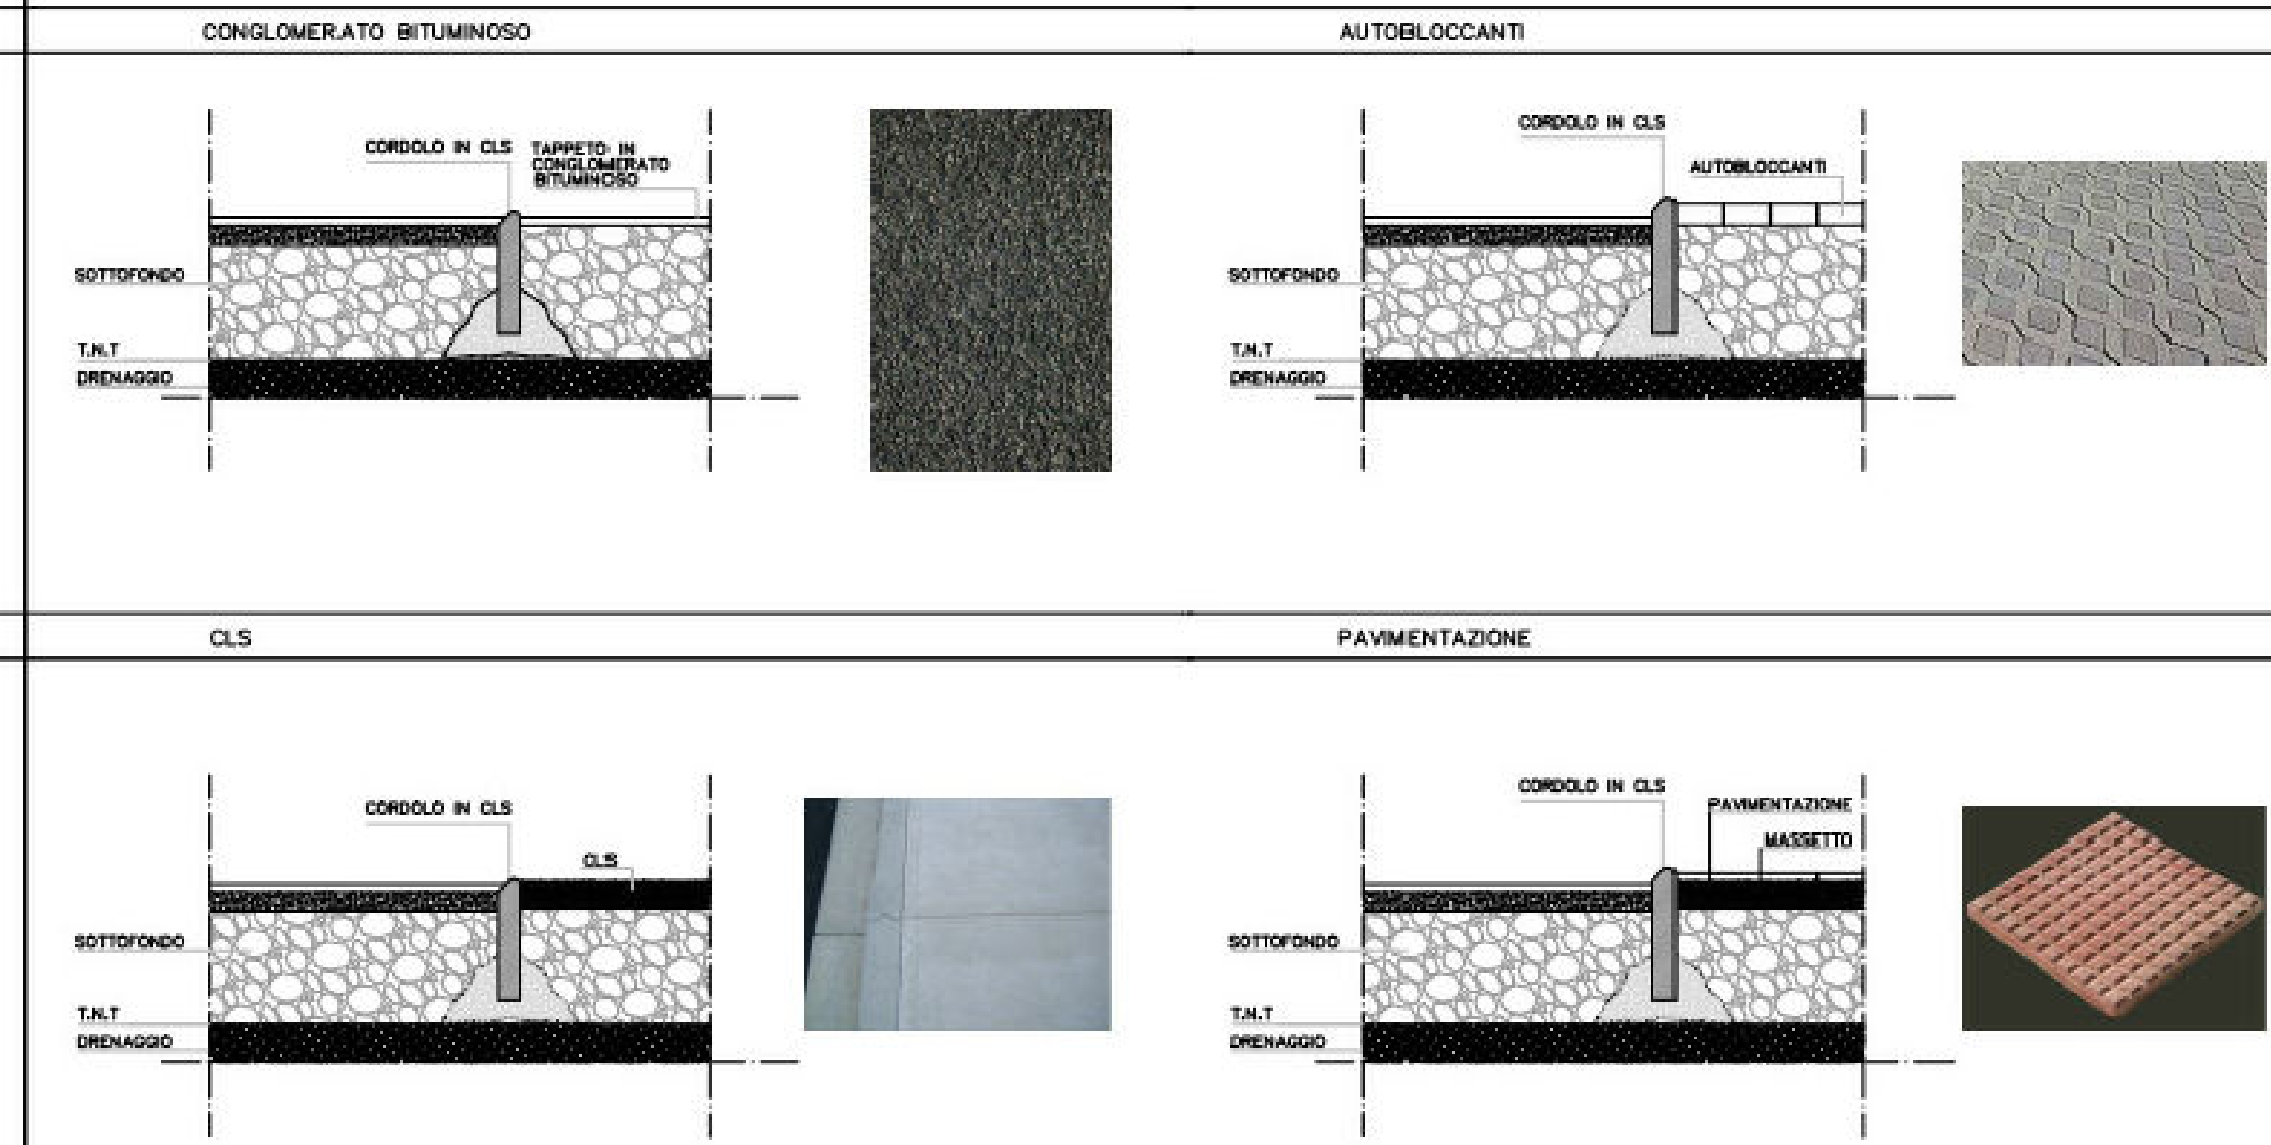 CONGLOMERATO BITUMINOSO
AUTOBLOCCANTI
CORDOLO IN CLS
TAPPETO IN
CONGLOMERATO
BITUMINOSO
SOTTOFONDO
T.N.T
DRENAGGIO
CORDOLO IN CLS
AUTOBLOCCANTI
SOTTOFONDO
T.N.T
DRENAGGIO
CLS
PAVIMENTAZIONE
CORDOLO IN CLS
CLS
SOTTOFONDO
T.N.T
DRENAGGIO
CORDOLO IN CLS
PAVIMENTAZIONE
MASSETTO
SOTTOFONDO
T.N.T
DRENAGGIO